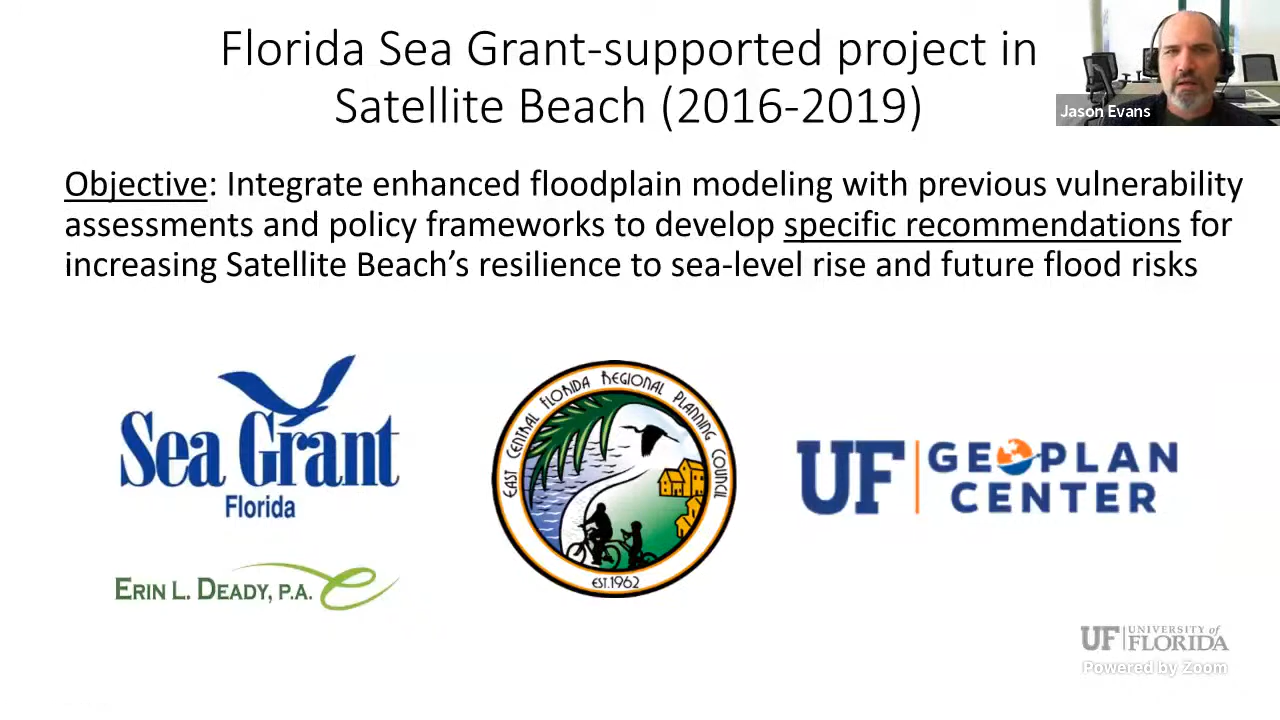 Florida Sea Grant-supported project in
Satellite Beach (2016-2019)
Jason Evans
Objective: Integrate enhanced floodplain modeling with previous vulnerability
assessments and policy frameworks to develop specific recommendations for
increasing Satellite Beach’s resilience to sea-level rise and future flood risks
Sea Grant
Florida
EAST CENTRAL FLORIDA REGIONAL PLANNING COUNCIL
EST.1962
UF GEOPLAN
CENTER
ERIN L. DEADY, P.A.
UF UNIVERSITY of
FLORIDA
Powered by Zoom